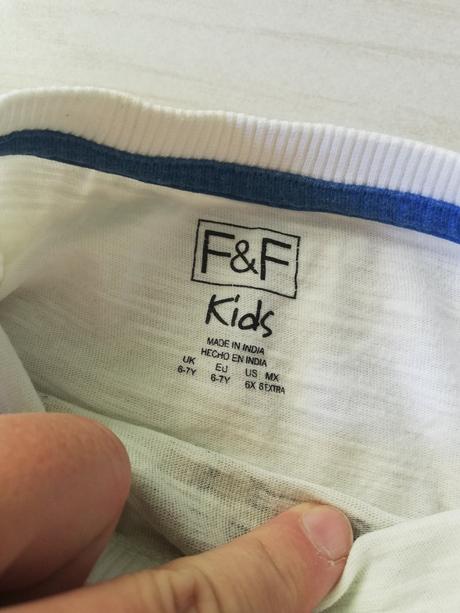 F&F
Kids
MADE IN INDIA
HECHO EN INDIA
UK EU US MX
6-7Y 6-7Y 6X 8EXTRA